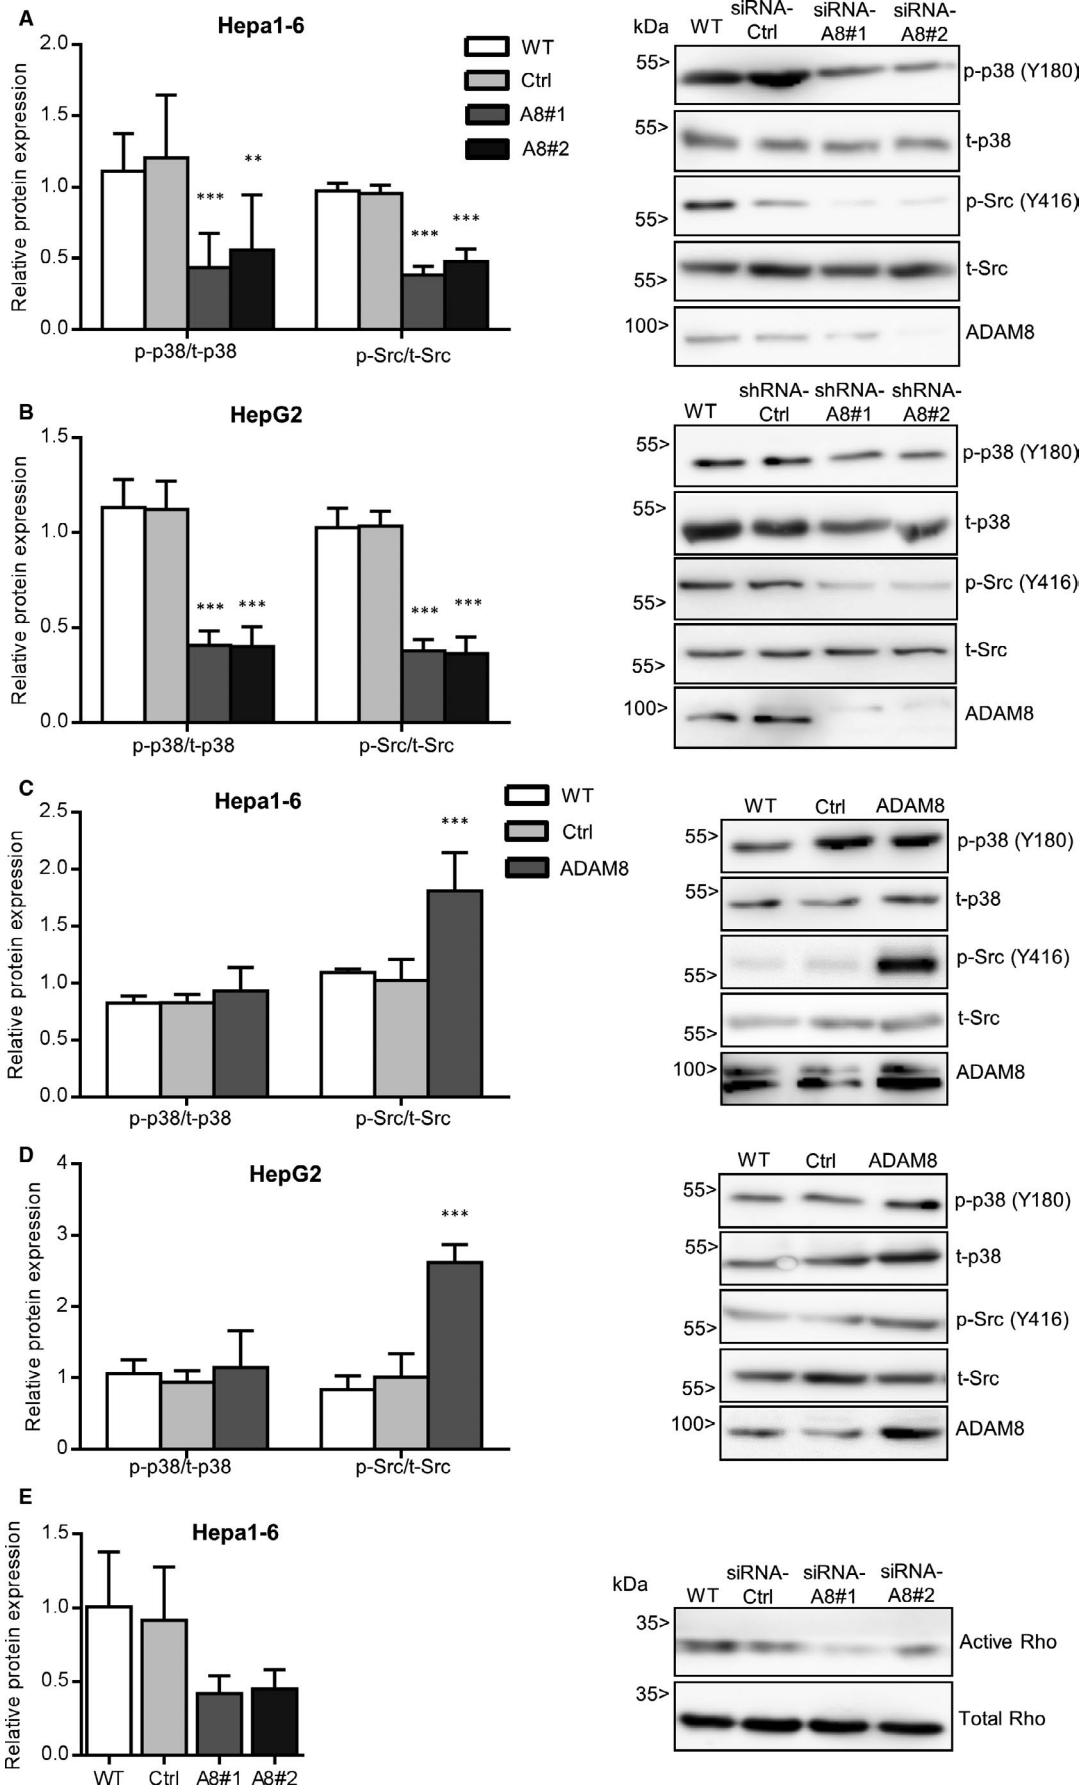 A
Hepa1-6
Relative protein expression
2.0
1.5
1.0
0.5
0.0
WT
Ctrl
A8#1
A8#2
***
**
***
***
p-p38/t-p38
p-Src/t-Src
kDa
WT
siRNA-
Ctrl
siRNA-
A8#1
siRNA-
A8#2
55>
p-p38 (Y180)
55>
t-p38
55>
p-Src (Y416)
55>
t-Src
100>
ADAM8
B
HepG2
Relative protein expression
1.5
1.0
0.5
0.0
***
***
***
***
p-p38/t-p38
p-Src/t-Src
WT
shRNA-
Ctrl
shRNA-
A8#1
shRNA-
A8#2
55>
p-p38 (Y180)
55>
t-p38
55>
p-Src (Y416)
55>
t-Src
100>
ADAM8
C
Hepa1-6
Relative protein expression
2.5
2.0
1.5
1.0
0.5
0.0
WT
Ctrl
ADAM8
***
p-p38/t-p38
p-Src/t-Src
WT
Ctrl
ADAM8
55>
p-p38 (Y180)
55>
t-p38
55>
p-Src (Y416)
55>
t-Src
100>
ADAM8
D
HepG2
Relative protein expression
4
3
2
1
0
***
p-p38/t-p38
p-Src/t-Src
WT
Ctrl
ADAM8
55>
p-p38 (Y180)
55>
t-p38
55>
p-Src (Y416)
55>
t-Src
100>
ADAM8
E
Hepa1-6
Relative protein expression
1.5
1.0
0.5
0.0
WT
Ctrl
A8#1
A8#2
kDa
WT
siRNA-
Ctrl
siRNA-
A8#1
siRNA-
A8#2
35>
Active Rho
35>
Total Rho